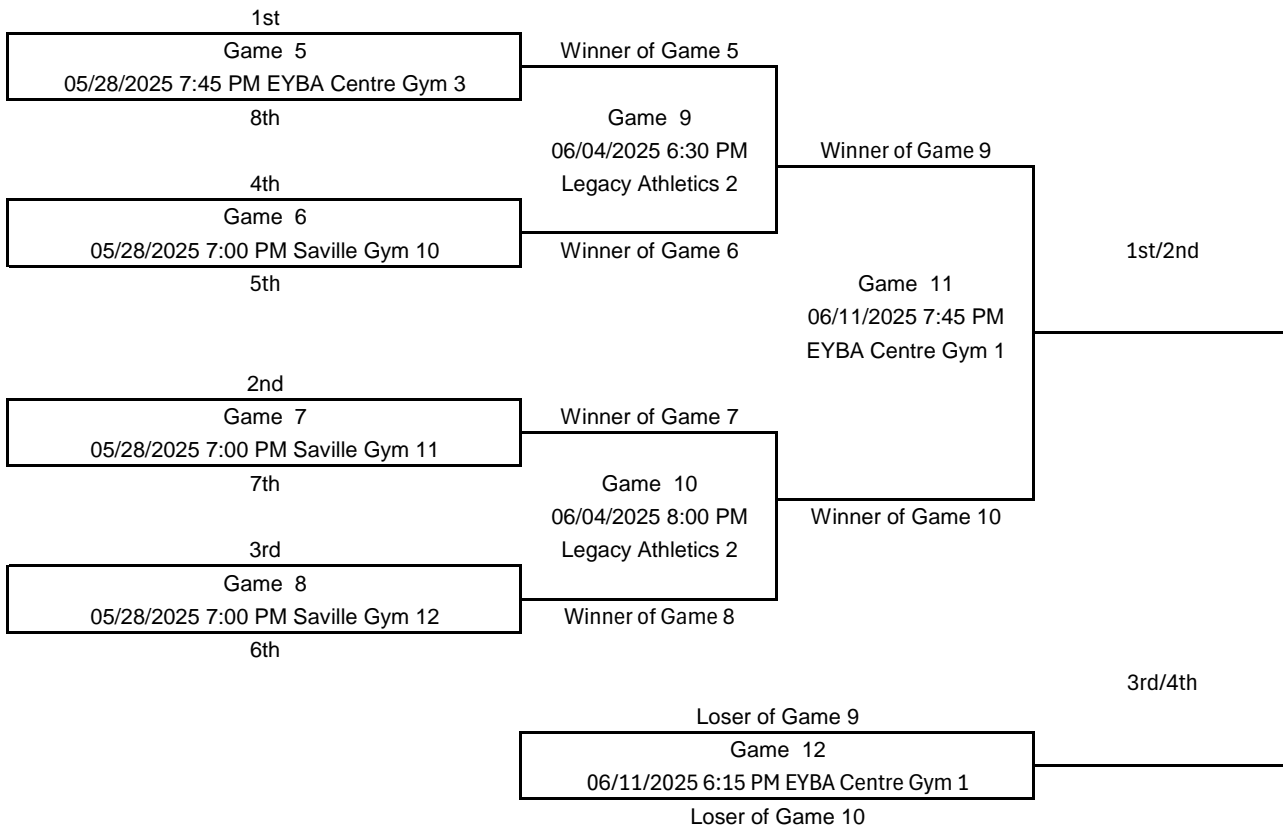 1st
Game 5
05/28/2025 7:45 PM EYBA Centre Gym 3
8th
Winner of Game 5
Game 9
06/04/2025 6:30 PM
Legacy Athletics 2
Winner of Game 6
4th
Game 6
05/28/2025 7:00 PM Saville Gym 10
5th
Winner of Game 9
Game 11
06/11/2025 7:45 PM
EYBA Centre Gym 1
Winner of Game 10
1st/2nd
2nd
Game 7
05/28/2025 7:00 PM Saville Gym 11
7th
Winner of Game 7
Game 10
06/04/2025 8:00 PM
Legacy Athletics 2
Winner of Game 8
3rd
Game 8
05/28/2025 7:00 PM Saville Gym 12
6th
3rd/4th
Loser of Game 9
Game 12
06/11/2025 6:15 PM EYBA Centre Gym 1
Loser of Game 10